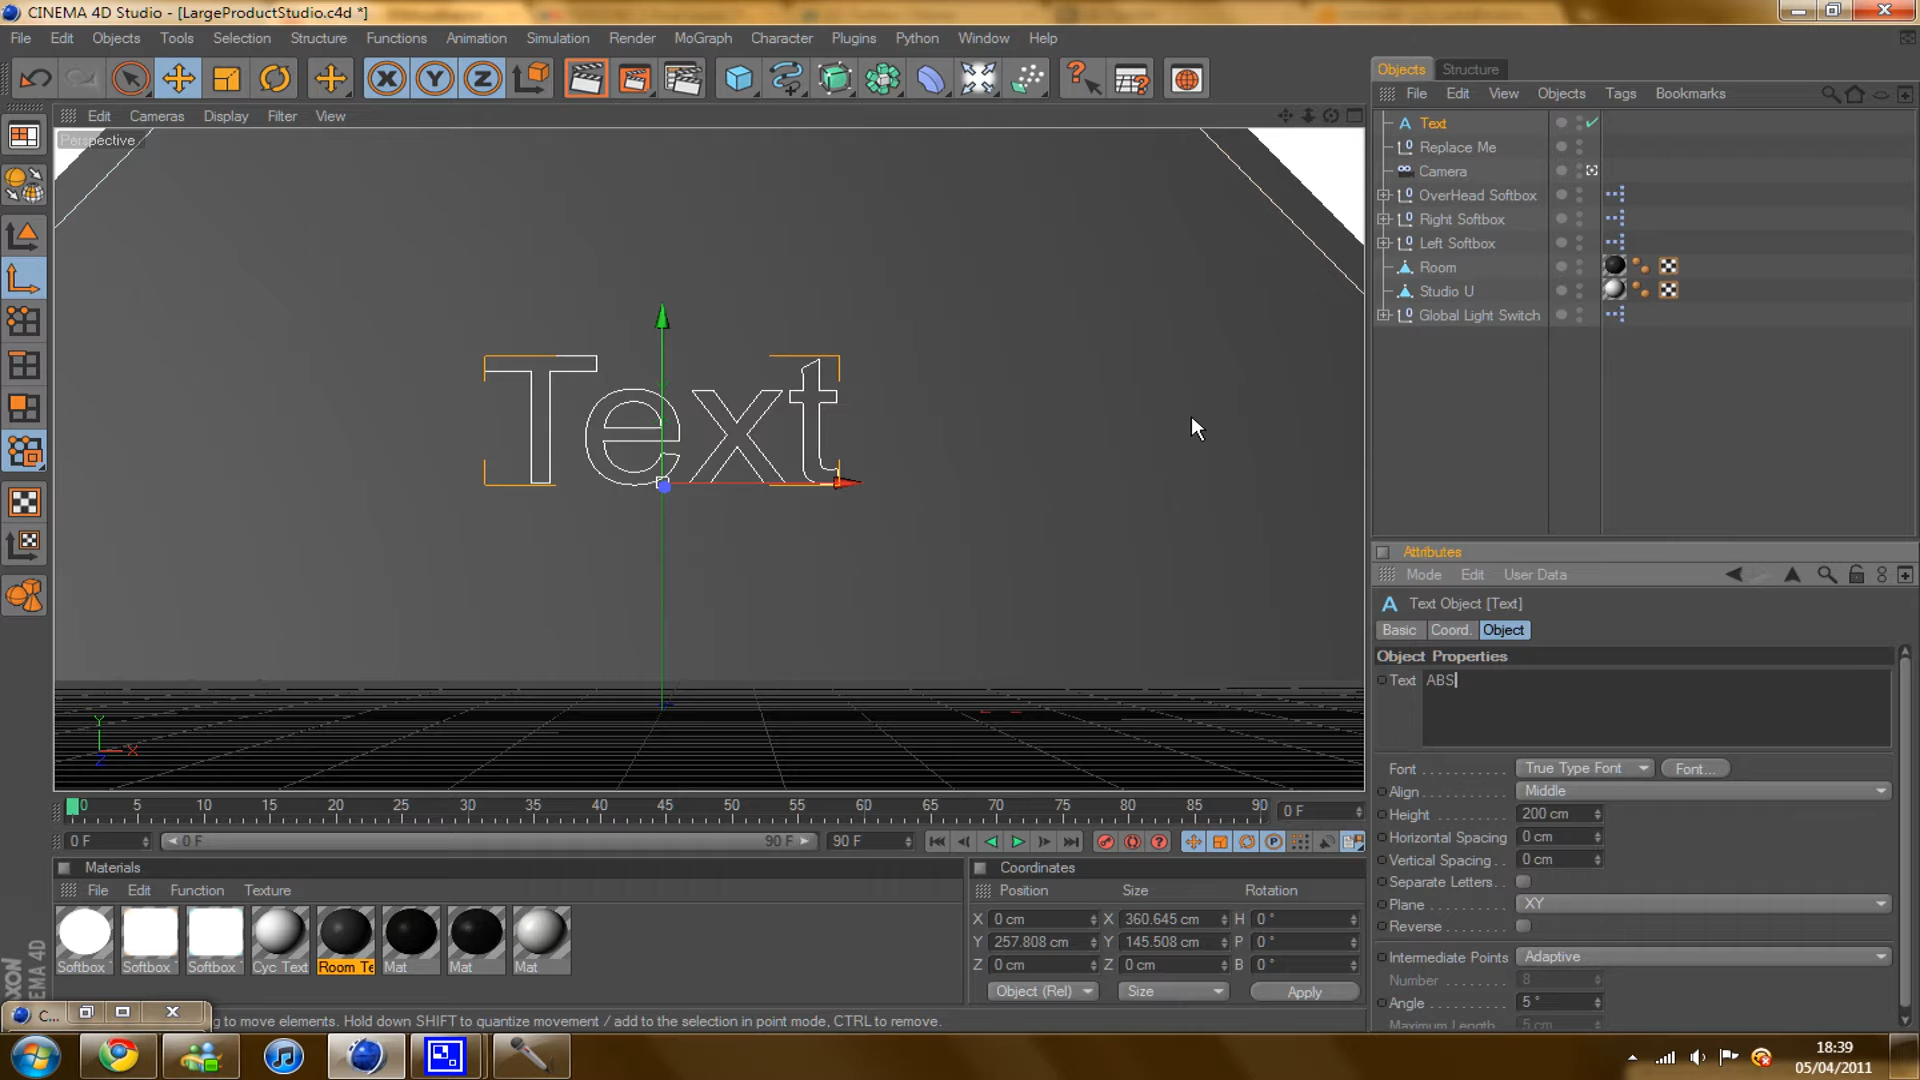 CINEMA 4D Studio - [LargeProductStudio.c4d *]
File Edit Objects Tools Selection Structure Functions Animation Simulation Render MoGraph Character Plugins Python Window Help
Edit Cameras Display Filter View
Perspective
Text
Y
X
Z
0 5 10 15 20 25 30 35 40 45 50 55 60 65 70 75 80 85 90
0 F
0 F
0 F
90 F
90 F
Materials
File Edit Function Texture
Softbox
Softbox
Softbox
Cyc Text
Room Te
Mat
Mat
Mat
Coordinates
Position Size Rotation
X 0 cm X 360.645 cm H 0 °
Y 257.808 cm Y 145.508 cm P 0 °
Z 0 cm Z 0 cm B 0 °
Object (Rel) Size Apply
g to move elements. Hold down SHIFT to quantize movement / add to the selection in point mode, CTRL to remove.
C...
Objects Structure
File Edit View Objects Tags Bookmarks
Text
Replace Me
Camera
OverHead Softbox
Right Softbox
Left Softbox
Room
Studio U
Global Light Switch
Attributes
Mode Edit User Data
Text Object [Text]
Basic Coord. Object
Object Properties
Text ABS
Font True Type Font Font...
Align Middle
Height 200 cm
Horizontal Spacing 0 cm
Vertical Spacing 0 cm
Separate Letters
Plane XY
Reverse
Intermediate Points Adaptive
Number 8
Angle 5 °
Maximum Length 5 cm
18:39
05/04/2011